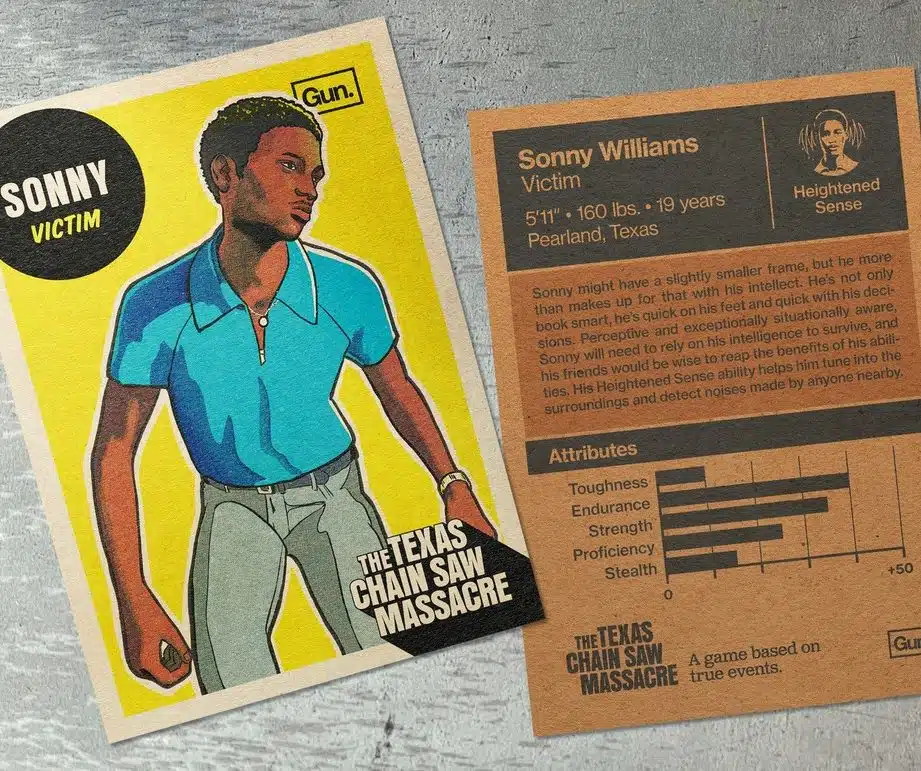 Gun.
SONNY
VICTIM
THE TEXAS
CHAIN SAW
MASSACRE
Sonny Williams
Victim
5'11" • 160 lbs. • 19 years
Pearland, Texas
Heightened
Sense
Sonny might have a slightly smaller frame, but he more
than makes up for that with his intellect. He's not only
book smart, he's quick on his feet and quick with his deci-
sions. Perceptive and exceptionally situationally aware,
Sonny will need to rely on his intelligence to survive, and
his friends would be wise to reap the benefits of his abili-
ties. His Heightened Sense ability helps him tune into the
surroundings and detect noises made by anyone nearby.
Attributes
Toughness
Endurance
Strength
Proficiency
Stealth
0
+50
THE TEXAS
CHAIN SAW
MASSACRE
A game based on
true events.
Gun